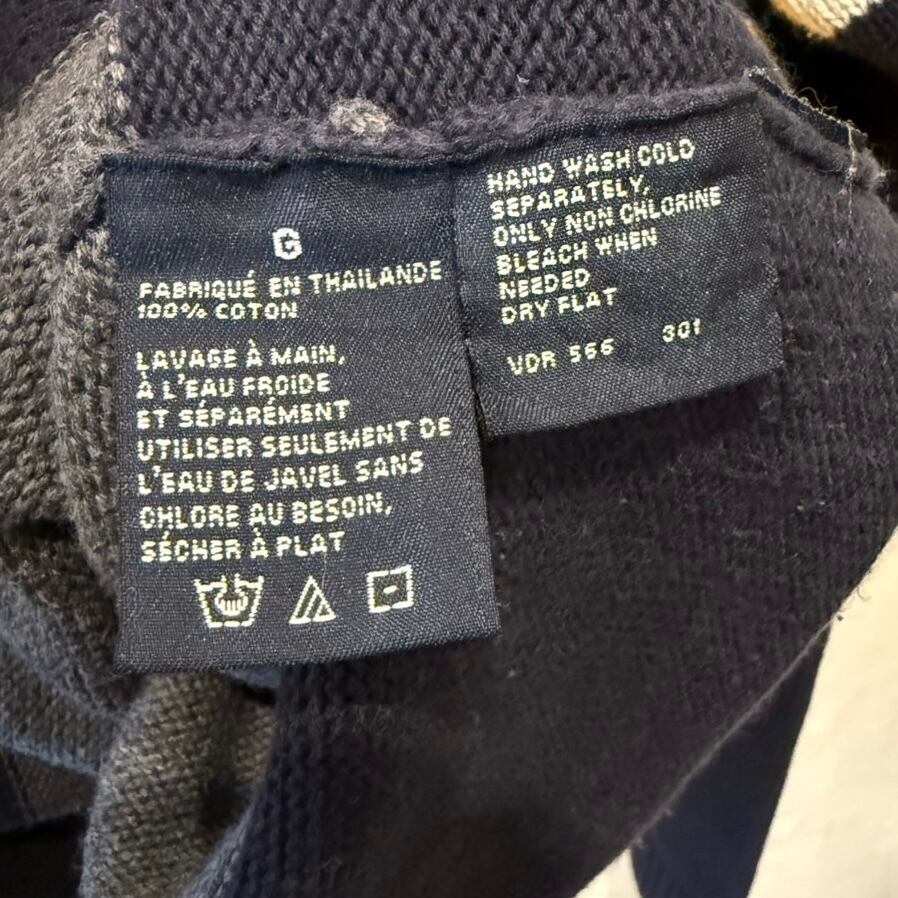 G
FABRIQUÉ EN THAILANDE
100% COTON
LAVAGE À MAIN,
À L'EAU FROIDE
ET SÉPARÉMENT
UTILISER SEULEMENT DE
L'EAU DE JAVEL SANS
CHLORE AU BESOIN,
SÉCHER À PLAT
HAND WASH COLD
SEPARATELY,
ONLY NON CHLORINE
BLEACH WHEN
NEEDED
DRY FLAT
VDR 566 301